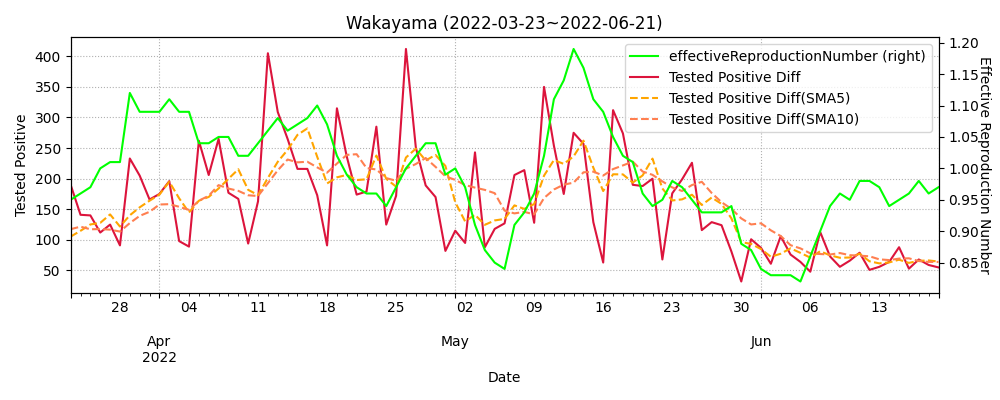 Wakayama (2022-03-23~2022-06-21)
Tested Positive
400
350
300
250
200
150
100
50
effectiveReproductionNumber (right)
Tested Positive Diff
Tested Positive Diff(SMA5)
Tested Positive Diff(SMA10)
1.20
1.15
1.10
1.05
1.00
0.95
0.90
0.85
Effective Reproduction Number
28 04 11 18 25 02 09 16 23 30 06 13
Apr May Jun
2022
Date